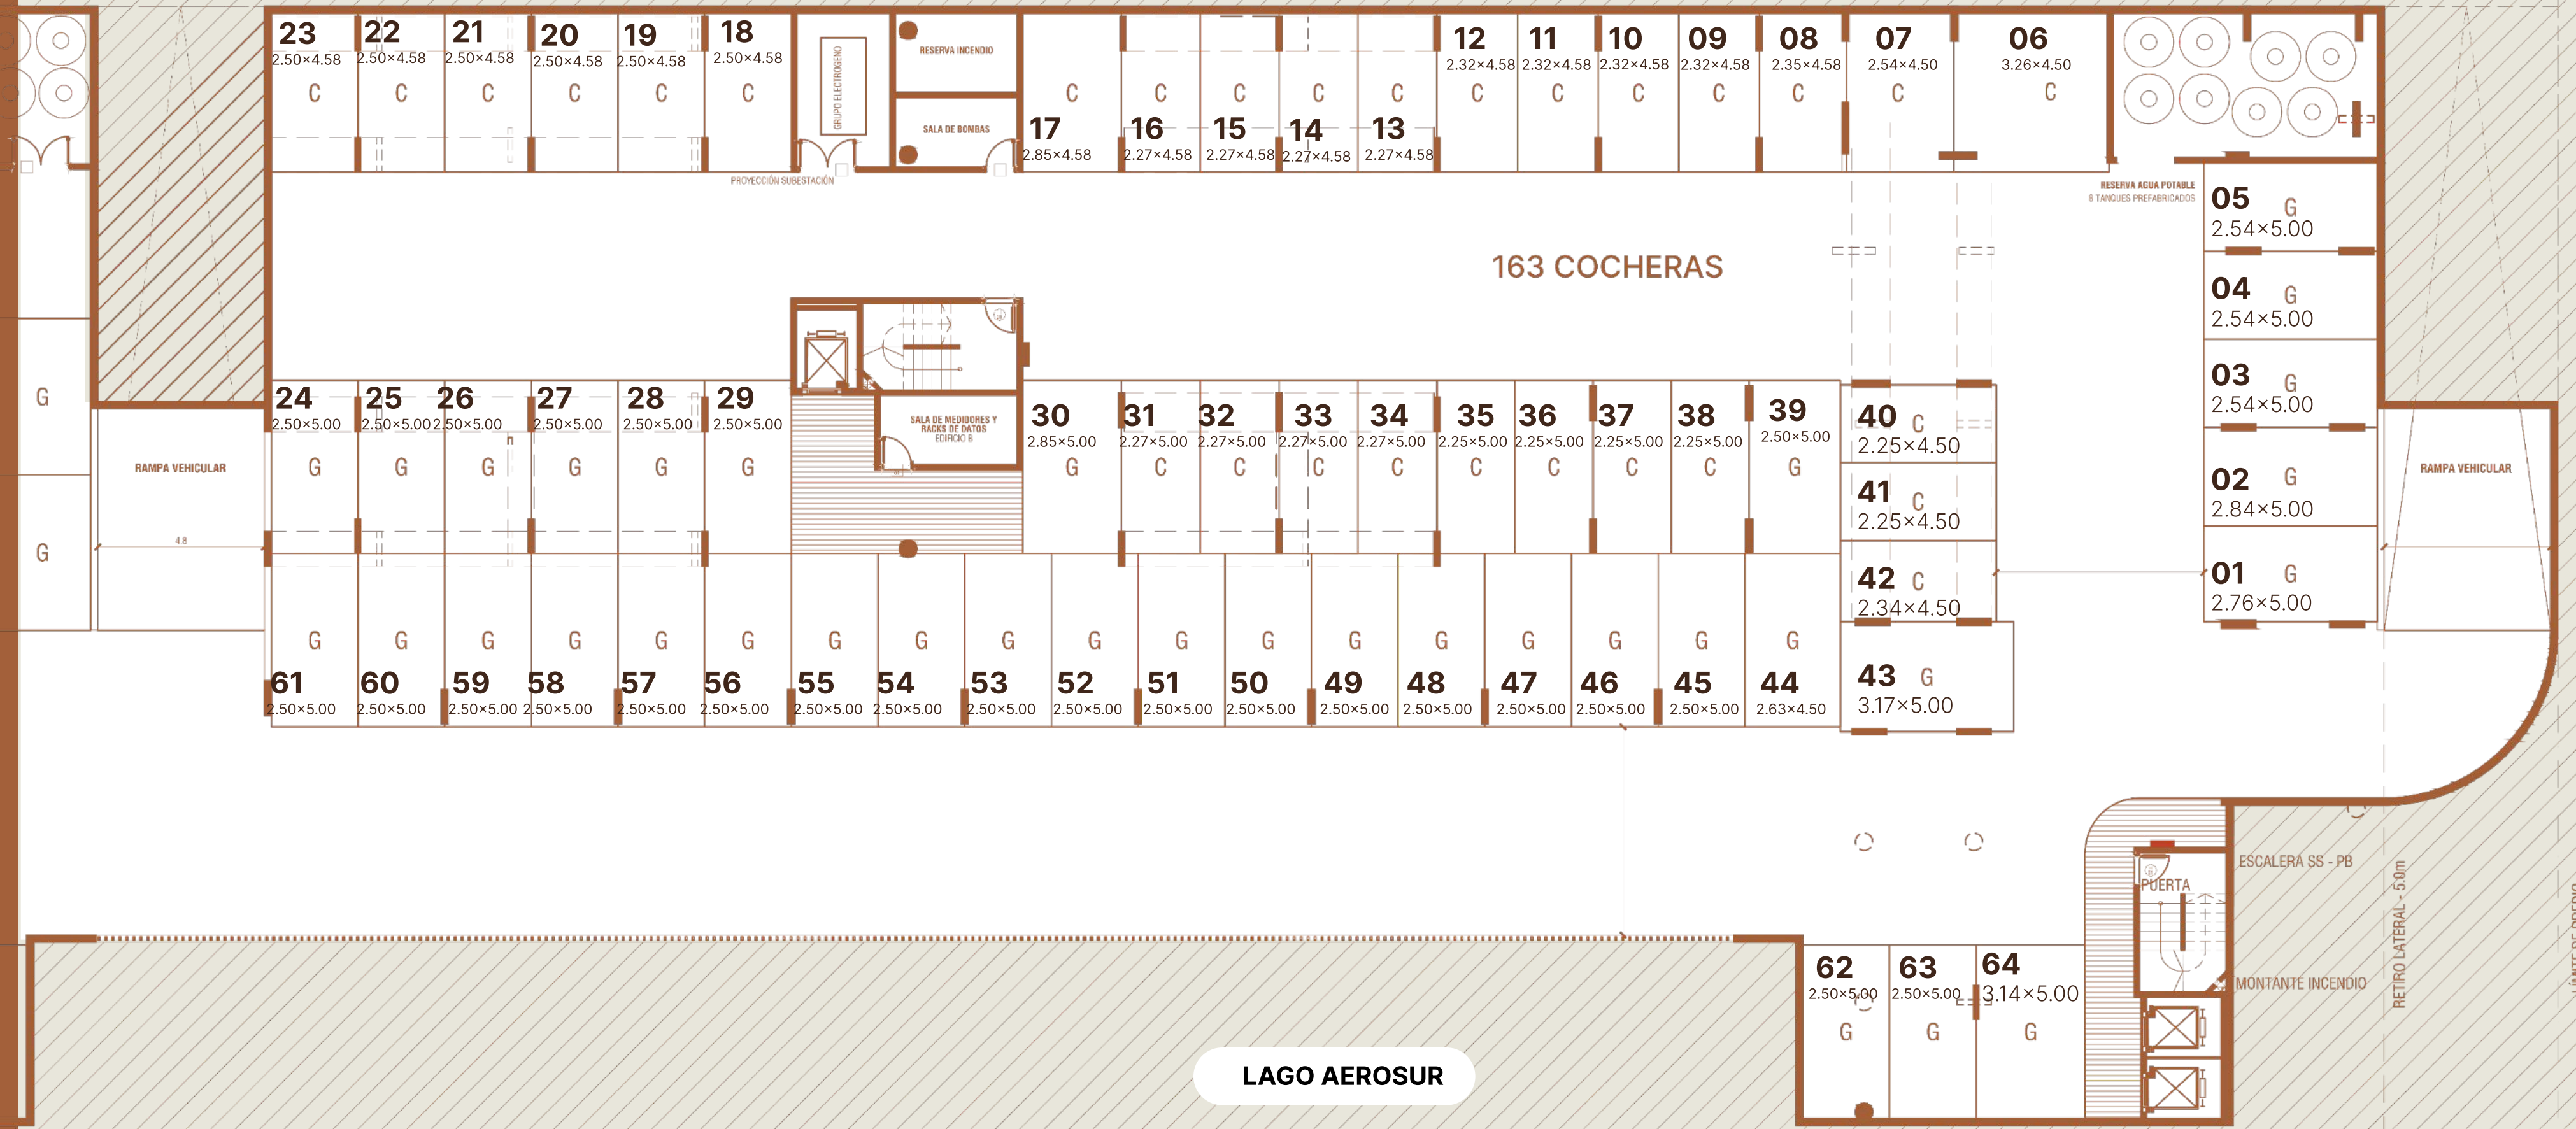 23
2.50×4.58
C
22
2.50×4.58
C
21
2.50×4.58
C
20
2.50×4.58
C
19
2.50×4.58
C
18
2.50×4.58
C
GRUPO ELECTROGENO
RESERVA INCENDIO
SALA DE BOMBAS
PROYECCIÓN SUBESTACIÓN
C
17
2.85×4.58
C
16
2.27×4.58
C
15
2.27×4.58
C
14
2.27×4.58
C
13
2.27×4.58
12
2.32×4.58
C
11
2.32×4.58
C
10
2.32×4.58
C
09
2.32×4.58
C
08
2.35×4.58
C
07
2.54×4.50
C
06
3.26×4.50
C
RESERVA AGUA POTABLE
8 TANQUES PREFABRICADOS
05 G
2.54×5.00
04 G
2.54×5.00
03 G
2.54×5.00
02 G
2.84×5.00
01 G
2.76×5.00
163 COCHERAS
G
G
RAMPA VEHICULAR
4.8
24
2.50×5.00
G
25
2.50×5.00
G
26
2.50×5.00
G
27
2.50×5.00
G
28
2.50×5.00
G
29
2.50×5.00
G
SALA DE MEDIDORES Y
RACKS DE DATOS
EDIFICIO B
30
2.85×5.00
G
31
2.27×5.00
C
32
2.27×5.00
C
33
2.27×5.00
C
34
2.27×5.00
C
35
2.25×5.00
C
36
2.25×5.00
C
37
2.25×5.00
C
38
2.25×5.00
C
39
2.50×5.00
G
40 C
2.25×4.50
41 C
2.25×4.50
42 C
2.34×4.50
43 G
3.17×5.00
RAMPA VEHICULAR
G
61
2.50×5.00
G
60
2.50×5.00
G
59
2.50×5.00
G
58
2.50×5.00
G
57
2.50×5.00
G
56
2.50×5.00
G
55
2.50×5.00
G
54
2.50×5.00
G
53
2.50×5.00
G
52
2.50×5.00
G
51
2.50×5.00
G
50
2.50×5.00
G
49
2.50×5.00
G
48
2.50×5.00
G
47
2.50×5.00
G
46
2.50×5.00
G
45
2.50×5.00
G
44
2.63×4.50
ESCALERA SS - PB
PUERTA
MONTANTE INCENDIO
RETIRO LATERAL - 5.0m
62
2.50×5.00
G
63
2.50×5.00
G
64
3.14×5.00
G
LAGO AEROSUR